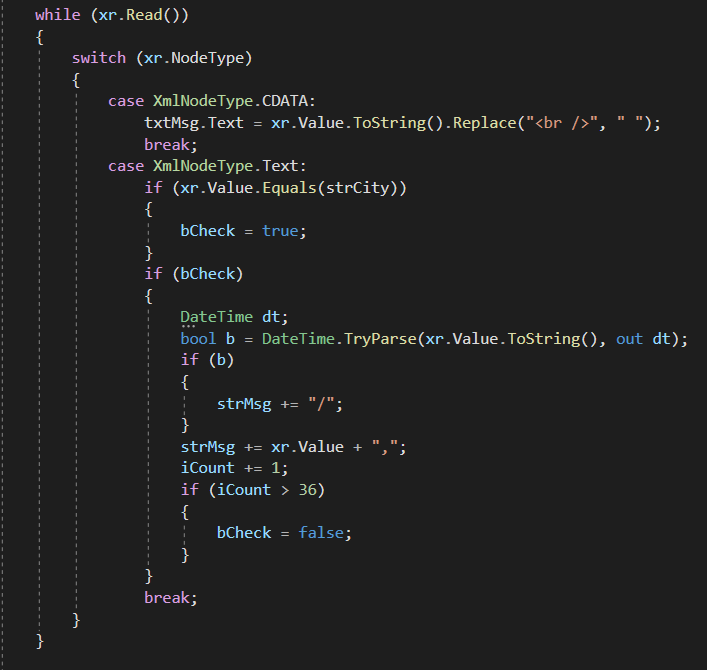 while (xr.Read())
{
switch (xr.NodeType)
{
case XmlNodeType.CDATA:
txtMsg.Text = xr.Value.ToString().Replace("<br />", " ");
break;
case XmlNodeType.Text:
if (xr.Value.Equals(strCity))
{
bCheck = true;
}
if (bCheck)
{
DateTime dt;
bool b = DateTime.TryParse(xr.Value.ToString(), out dt);
if (b)
{
strMsg += "/";
}
strMsg += xr.Value + ",";
iCount += 1;
if (iCount > 36)
{
bCheck = false;
}
}
break;
}
}